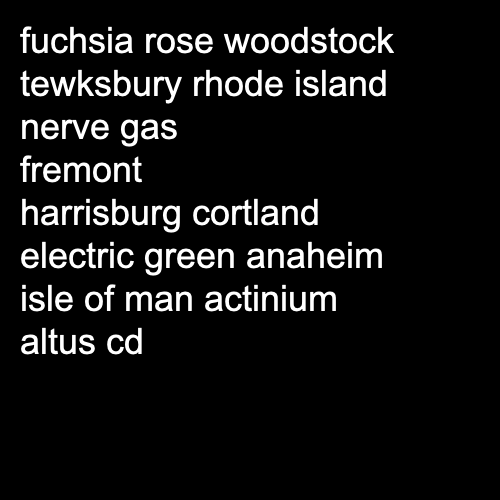 fuchsia rose woodstock
tewksbury rhode island
nerve gas
fremont
harrisburg cortland
electric green anaheim
isle of man actinium
altus cd